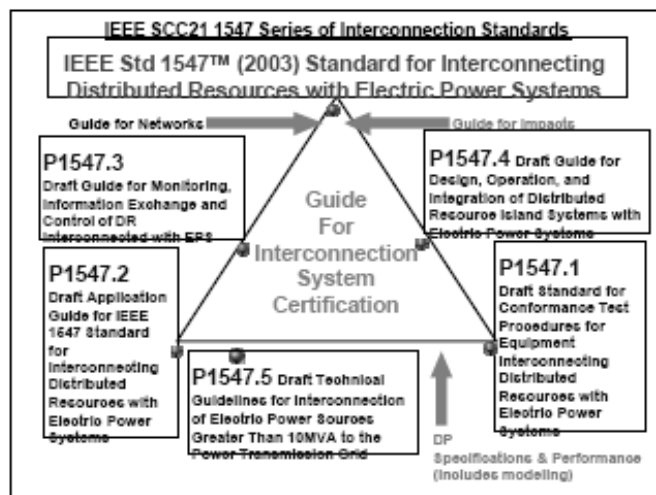 IEEE SCC21 1547 Series of Interconnection Standards
IEEE Std 1547™ (2003) Standard for Interconnecting
Distributed Resources with Electric Power Systems
Guide for Networks
Guide for Impacts
P1547.3
Draft Guide for Monitoring,
Information Exchange and
Control of DR
Interconnected with EPS
P1547.4 Draft Guide for
Design, Operation, and
Integration of Distributed
Resource Island Systems with
Electric Power Systems
Guide
For
Interconnection
System
Certification
P1547.2
Draft Application
Guide for IEEE
1547 Standard
for
Interconnecting
Distributed
Resources with
Electric Power
Systems
P1547.1
Draft Standard for
Conformance Test
Procedures for
Equipment
Interconnecting
Distributed
Resources with
Electric Power
Systems
P1547.5 Draft Technical
Guidelines for Interconnection
of Electric Power Sources
Greater Than 10MVA to the
Power Transmission Grid
DP
Specifications & Performance
(includes modeling)